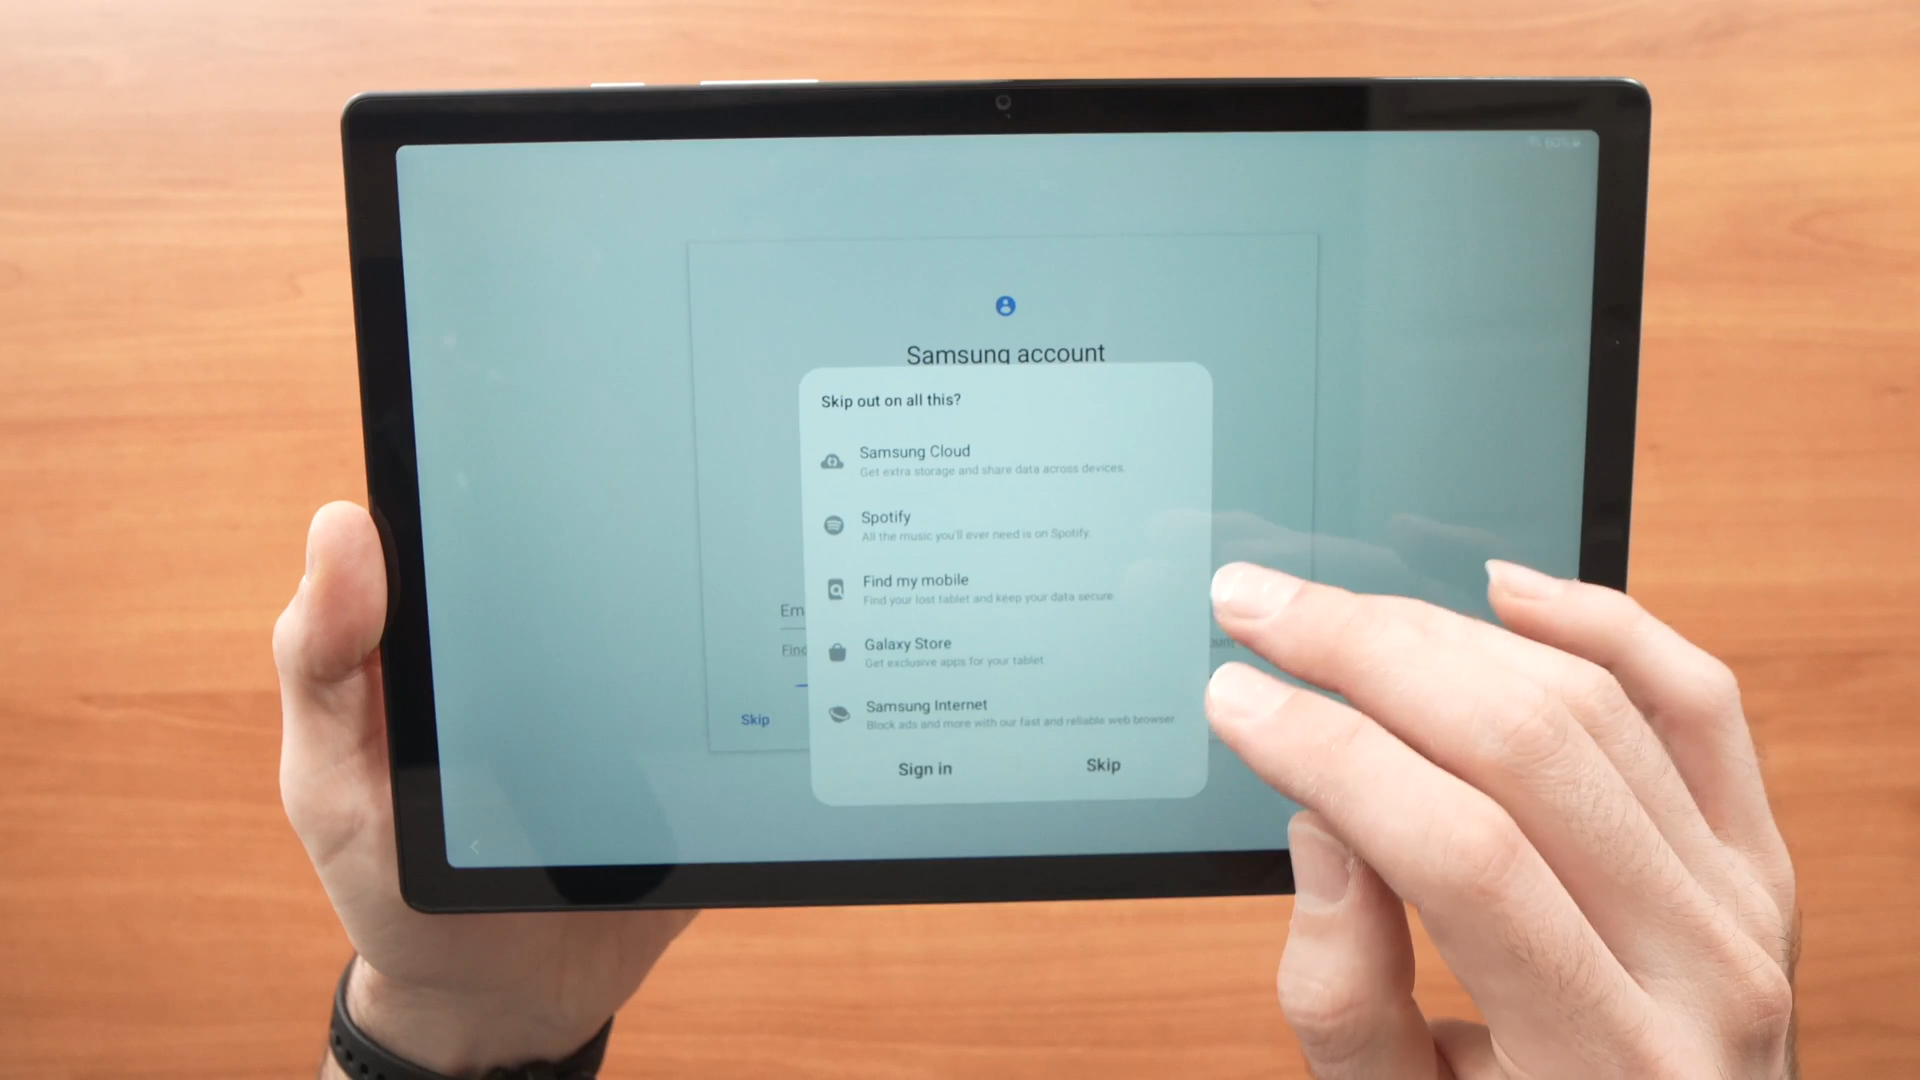 60%
Samsung account
Skip out on all this?
Samsung Cloud
Get extra storage and share data across devices.
Spotify
All the music you'll ever need is on Spotify.
Find my mobile
Find your lost tablet and keep your data secure.
Galaxy Store
Get exclusive apps for your tablet.
Samsung Internet
Block ads and more with our fast and reliable web browser.
Sign in
Skip
Em
Find
Skip